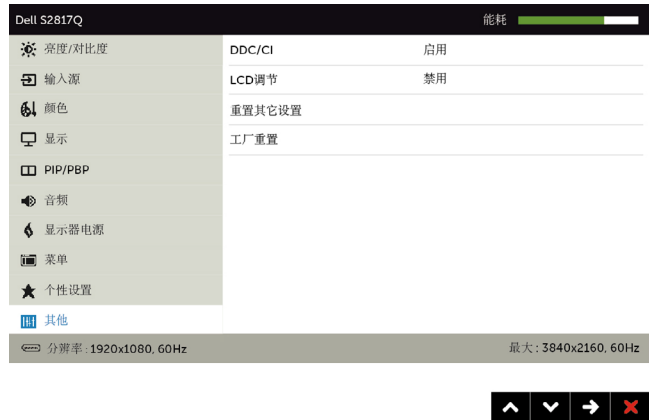 Dell S2817Q 能耗
亮度/对比度
输入源
颜色
显示
PIP/PBP
音频
显示器电源
菜单
个性设置
其他
DDC/CI 启用
LCD调节 禁用
重置其它设置
工厂重置
分辨率:1920x1080, 60Hz 最大:3840x2160, 60Hz